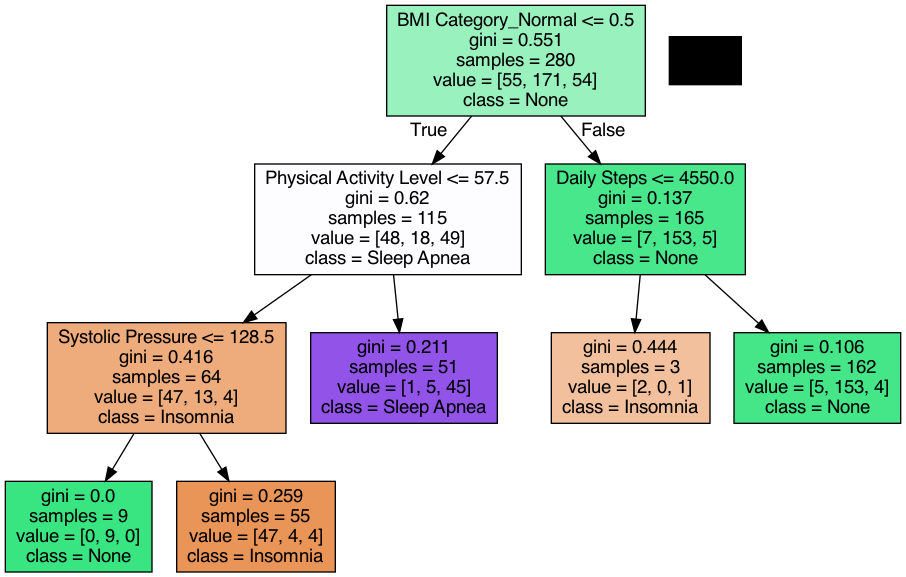 BMI Category_Normal <= 0.5
gini = 0.551
samples = 280
value = [55, 171, 54]
class = None
True
False
Physical Activity Level <= 57.5
gini = 0.62
samples = 115
value = [48, 18, 49]
class = Sleep Apnea
Daily Steps <= 4550.0
gini = 0.137
samples = 165
value = [7, 153, 5]
class = None
Systolic Pressure <= 128.5
gini = 0.416
samples = 64
value = [47, 13, 4]
class = Insomnia
gini = 0.211
samples = 51
value = [1, 5, 45]
class = Sleep Apnea
gini = 0.444
samples = 3
value = [2, 0, 1]
class = Insomnia
gini = 0.106
samples = 162
value = [5, 153, 4]
class = None
gini = 0.0
samples = 9
value = [0, 9, 0]
class = None
gini = 0.259
samples = 55
value = [47, 4, 4]
class = Insomnia